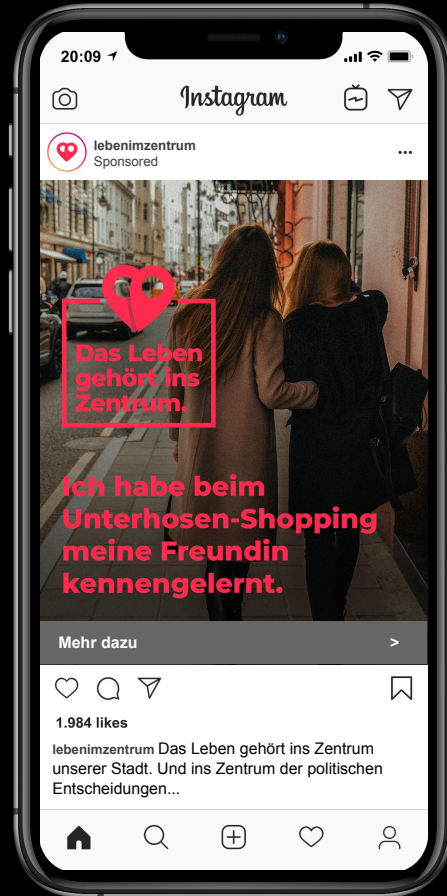 20:09
Instagram
lebenimzentrum
Sponsored
Das Leben
gehört ins
Zentrum.
Ich habe beim
Unterhosen-Shopping
meine Freundin
kennengelernt.
Mehr dazu >
1.984 likes
lebenimzentrum Das Leben gehört ins Zentrum
unserer Stadt. Und ins Zentrum der politischen
Entscheidungen...